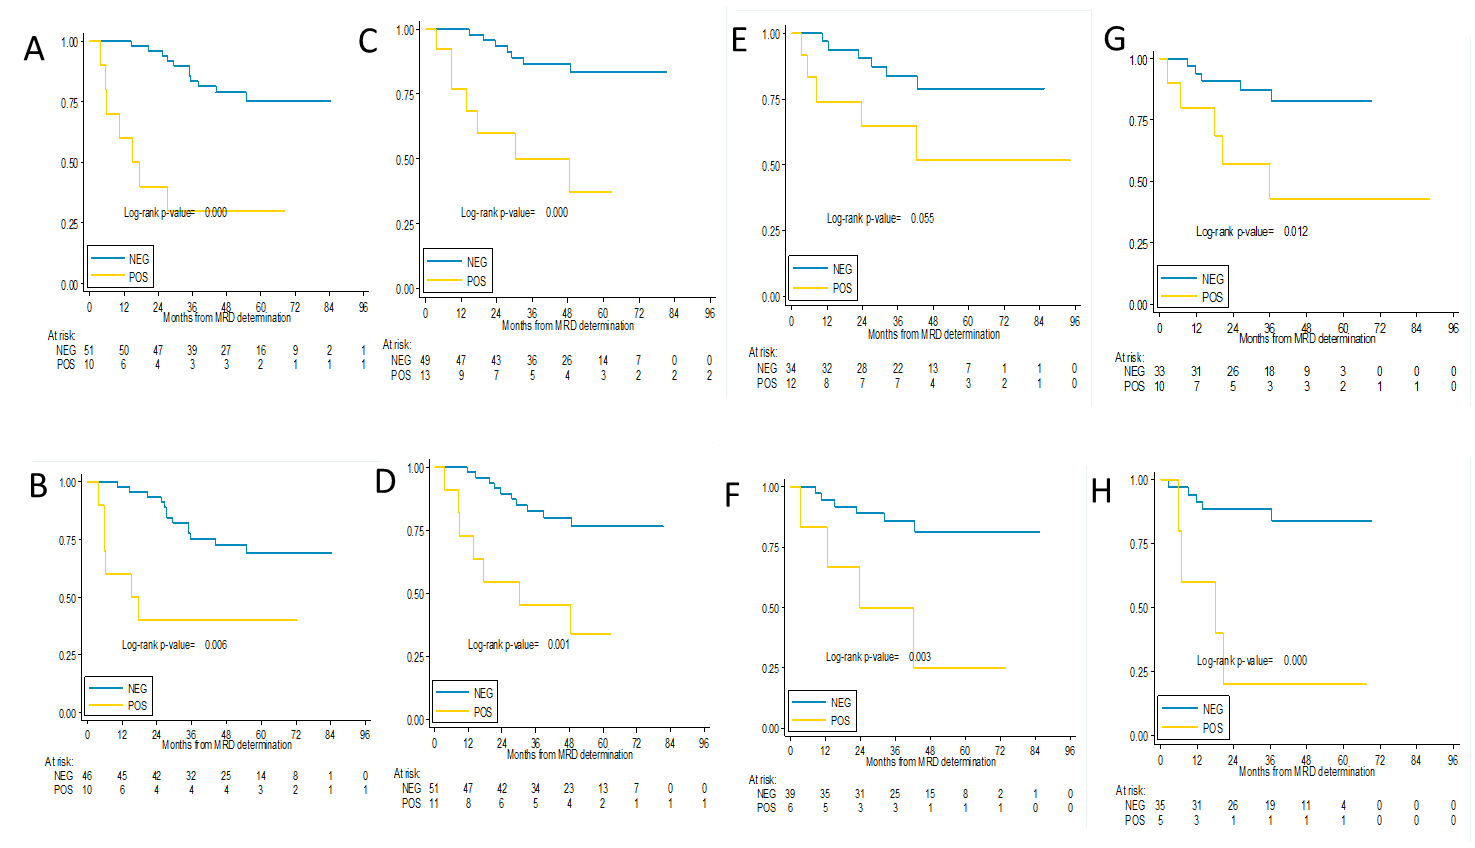 A
1.00
0.75
0.50
0.25
0.00
Log-rank p-value= 0.000
NEG
POS
0 12 24 36 48 60 72 84 96
Months from MRD determination
At risk:
NEG 51 50 47 39 27 16 9 2 1
POS 10 6 4 3 3 2 1 1 1
C
1.00
0.75
0.50
0.25
0.00
Log-rank p-value= 0.000
NEG
POS
0 12 24 36 48 60 72 84 96
Months from MRD determination
At risk:
NEG 49 47 43 36 26 14 7 0 0
POS 13 9 7 5 4 3 2 2 2
E
1.00
0.75
0.50
0.25
0.00
Log-rank p-value= 0.055
NEG
POS
0 12 24 36 48 60 72 84 96
Months from MRD determination
At risk:
NEG 34 32 28 22 13 7 1 1 0
POS 12 8 7 7 4 3 2 1 0
G
1.00
0.75
0.50
0.25
0.00
Log-rank p-value= 0.012
NEG
POS
0 12 24 36 48 60 72 84 96
Months from MRD determination
At risk:
NEG 33 31 26 18 9 3 0 0 0
POS 10 7 5 3 3 2 1 1 0
B
1.00
0.75
0.50
0.25
0.00
Log-rank p-value= 0.006
NEG
POS
0 12 24 36 48 60 72 84 96
Months from MRD determination
At risk:
NEG 46 45 42 32 25 14 8 1 0
POS 10 6 4 4 4 3 2 1 1
D
1.00
0.75
0.50
0.25
0.00
Log-rank p-value= 0.001
NEG
POS
0 12 24 36 48 60 72 84 96
Months from MRD determination
At risk:
NEG 51 47 42 34 23 13 7 0 0
POS 11 8 6 5 4 2 1 1 1
F
1.00
0.75
0.50
0.25
0.00
Log-rank p-value= 0.003
NEG
POS
0 12 24 36 48 60 72 84 96
Months from MRD determination
At risk:
NEG 39 35 31 25 15 8 2 1 0
POS 6 5 3 3 1 1 1 0 0
H
1.00
0.75
0.50
0.25
0.00
Log-rank p-value= 0.000
NEG
POS
0 12 24 36 48 60 72 84 96
Months from MRD determination
At risk:
NEG 35 31 26 19 11 4 0 0 0
POS 5 3 1 1 1 1 0 0 0